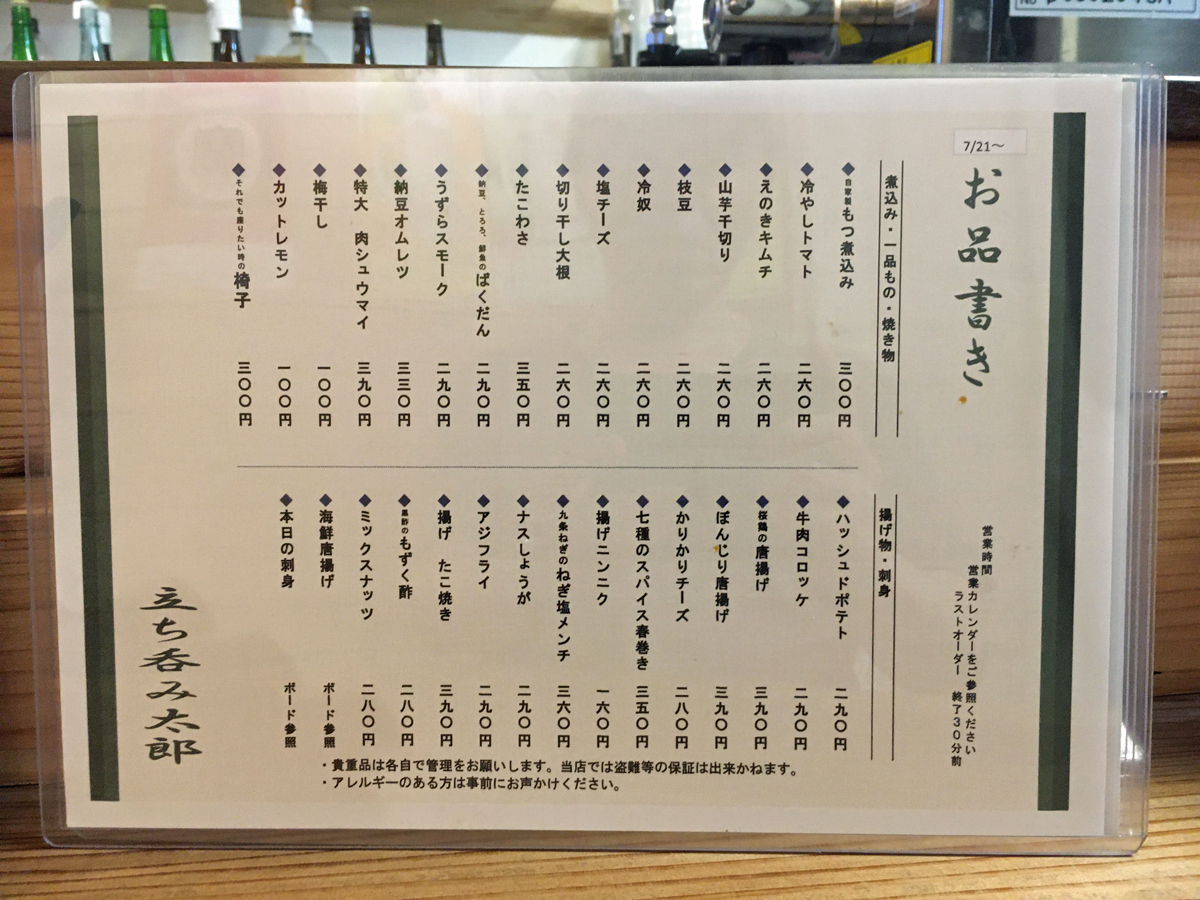 7/21～
お品書き
営業時間
営業カレンダーをご参照ください
ラストオーダー 終了30分前
煮込み・一品もの・焼き物
◆自家製もつ煮込み 三〇〇円
◆冷やしトマト 二六〇円
◆えのきキムチ 二六〇円
◆山芋千切り 二六〇円
◆枝豆 二六〇円
◆冷奴 二六〇円
◆塩チーズ 二六〇円
◆切り干し大根 二六〇円
◆たこわさ 三五〇円
◆納豆、とろろ、鮮魚のばくだん 二九〇円
◆うずらスモーク 二九〇円
◆納豆オムレツ 三三〇円
◆特大 肉シュウマイ 三九〇円
◆梅干し 一〇〇円
◆カットレモン 一〇〇円
◆それでも座りたい時の椅子 三〇〇円
揚げ物・刺身
◆ハッシュドポテト 二九〇円
◆牛肉コロッケ 二九〇円
◆桜鶏の唐揚げ 三九〇円
◆ぼんじり唐揚げ 三九〇円
◆かりかりチーズ 二八〇円
◆七種のスパイス春巻き 三五〇円
◆揚げニンニク 一六〇円
◆九条ねぎのねぎ塩メンチ 三六〇円
◆ナスしょうが 二九〇円
◆アジフライ 二九〇円
◆揚げ たこ焼き 三九〇円
◆黒酢のもずく酢 二八〇円
◆ミックスナッツ 二八〇円
◆海鮮唐揚げ ボード参照
◆本日の刺身 ボード参照
・貴重品は各自で管理をお願いします。当店では盗難等の保証は出来かねます。
・アレルギーのある方は事前にお声かけください。
立ち呑み太郎